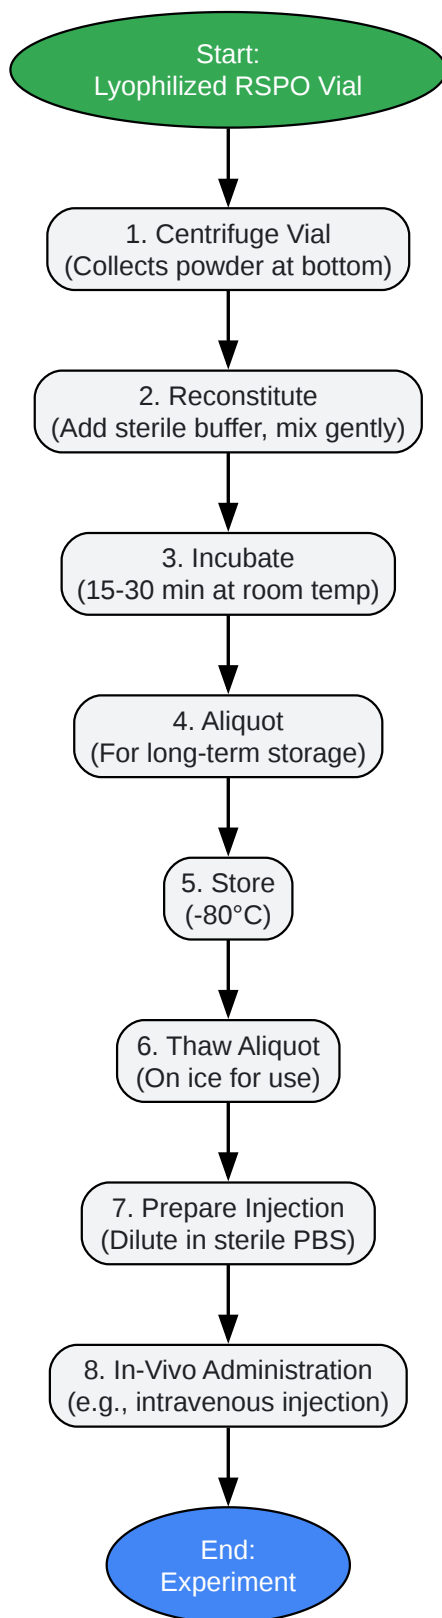 Start:
Lyophilized RSPO Vial
1. Centrifuge Vial
(Collects powder at bottom)
2. Reconstitute
(Add sterile buffer, mix gently)
3. Incubate
(15-30 min at room temp)
4. Aliquot
(For long-term storage)
5. Store
(-80°C)
6. Thaw Aliquot
(On ice for use)
7. Prepare Injection
(Dilute in sterile PBS)
8. In-Vivo Administration
(e.g., intravenous injection)
End:
Experiment